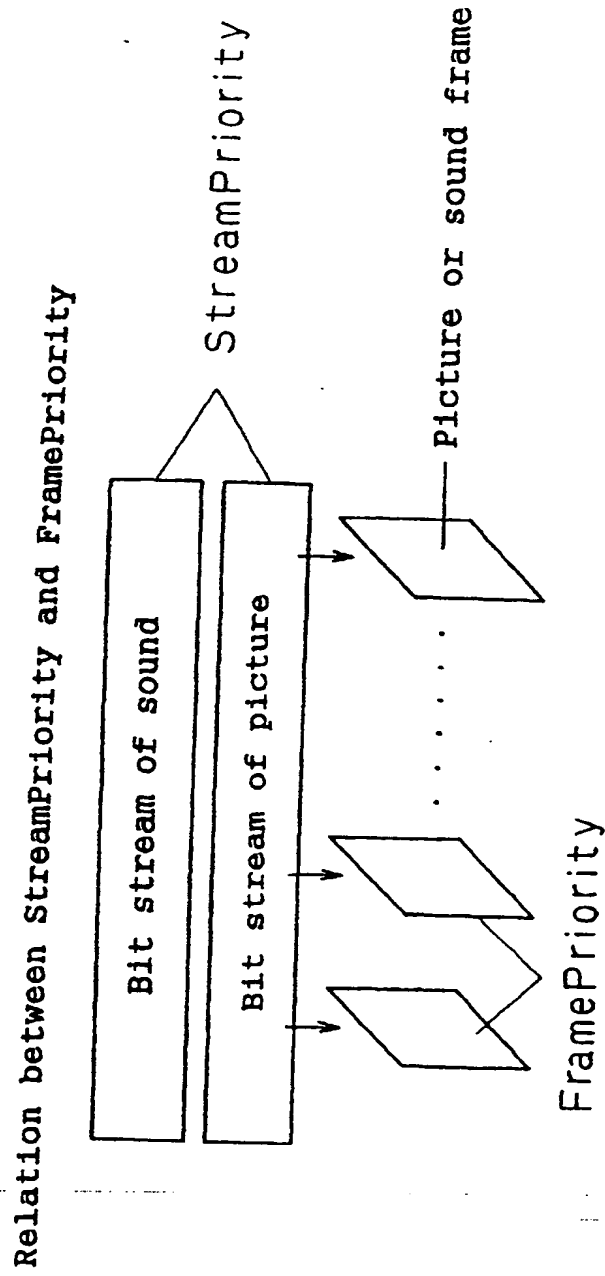 Relation between StreamPriority and FramePriority
Bit stream of sound
StreamPriority
Bit stream of picture
Picture or sound frame
FramePriority